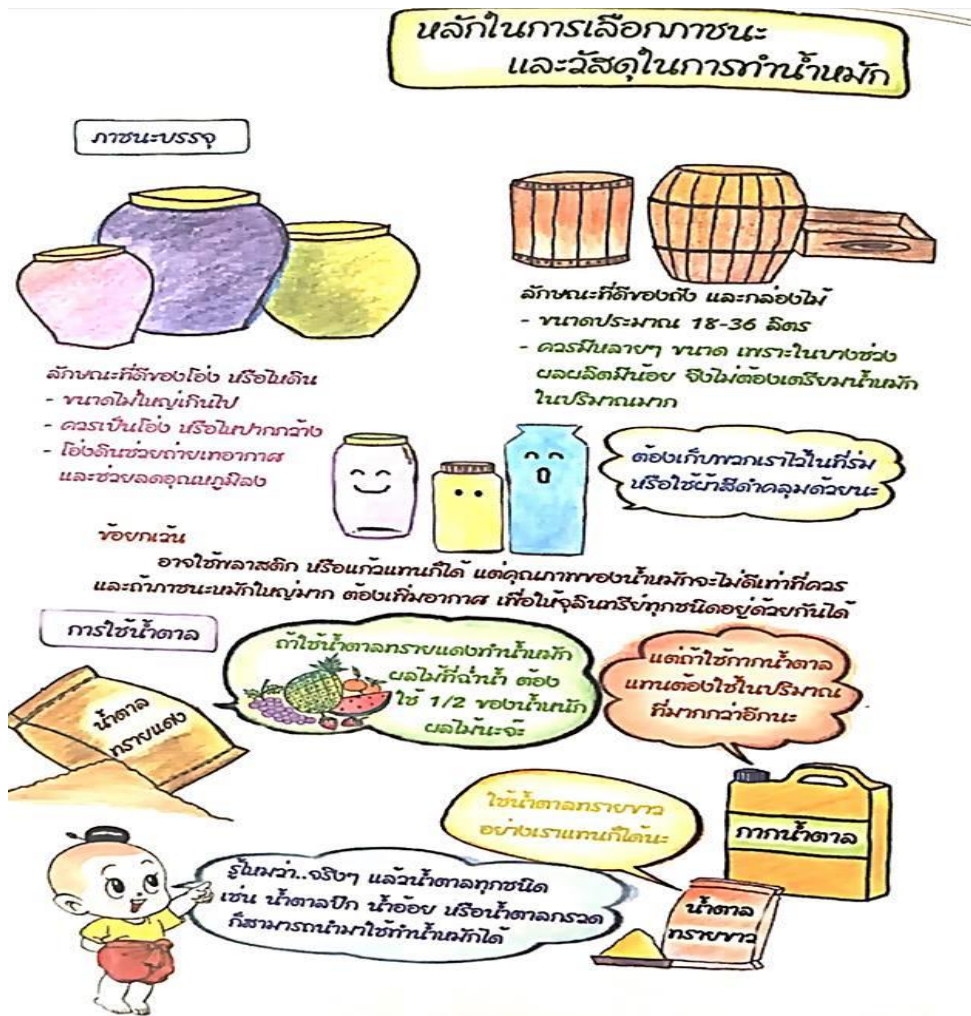 หลักในการเลือกภาชนะ
และวัสดุในการทำน้ำหมัก
ภาชนะบรรจุ
ลักษณะที่ดีของถัง และกล่องไม้
- ขนาดประมาณ 18-36 ลิตร
- ควรมีหลายๆ ขนาด เพราะในบางช่วง
ผลผลิตมีน้อย จึงไม่ต้องเตรียมน้ำหมัก
ในปริมาณมาก
ลักษณะที่ดีของโอ่ง หรือไหดิน
- ขนาดไม่ใหญ่เกินไป
- ควรเป็นโอ่ง หรือไหปากกว้าง
- โอ่งดินช่วยถ่ายเทอากาศ
และช่วยลดอุณหภูมิลง
ต้องเก็บพวกเราไว้ในที่ร่ม
หรือใช้ผ้าสีดำคลุมด้วยนะ
ข้อยกเว้น
อาจใช้พลาสติก หรือแก้วแทนก็ได้ แต่คุณภาพของน้ำหมักจะไม่ดีเท่าที่ควร
และถ้าภาชนะหมักใหญ่มาก ต้องเพิ่มอากาศ เพื่อให้จุลินทรีย์ทุกชนิดอยู่ด้วยกันได้
การใช้น้ำตาล
ถ้าใช้น้ำตาลทรายแดงทำน้ำหมัก
ผลไม้ที่ฉ่ำน้ำ ต้อง
ใช้ 1/2 ของน้ำหนัก
ผลไม้นะจ๊ะ
แต่ถ้าใช้กากน้ำตาล
แทนต้องใช้ในปริมาณ
ที่มากกว่าอีกนะ
น้ำตาล
ทรายแดง
ใช้น้ำตาลทรายขาว
อย่างเราแทนก็ได้นะ
กากน้ำตาล
รู้ไหมว่า..จริงๆ แล้วน้ำตาลทุกชนิด
เช่น น้ำตาลปึก น้ำอ้อย หรือน้ำตาลกรวด
ก็สามารถนำมาใช้ทำน้ำหมักได้
น้ำตาล
ทรายขาว